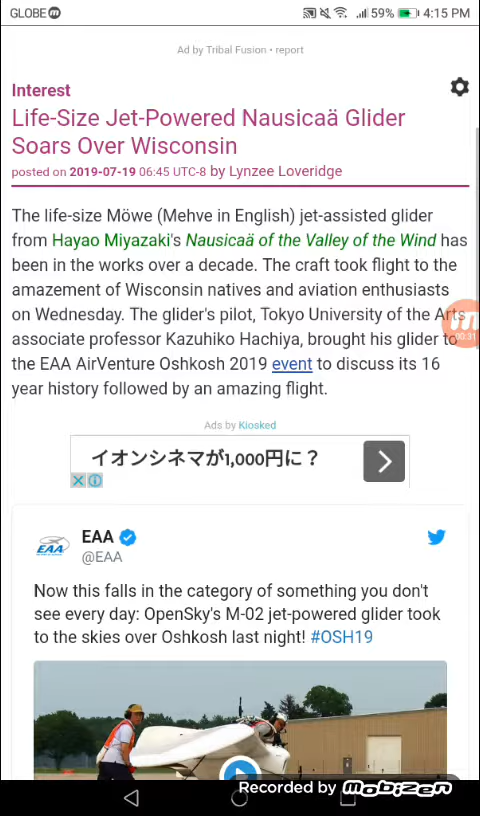 GLOBE m 59% 4:15 PM
Ad by Tribal Fusion • report
Interest
Life-Size Jet-Powered Nausicaä Glider
Soars Over Wisconsin
posted on 2019-07-19 06:45 UTC-8 by Lynzee Loveridge
The life-size Möwe (Mehve in English) jet-assisted glider
from Hayao Miyazaki's Nausicaä of the Valley of the Wind has
been in the works over a decade. The craft took flight to the
amazement of Wisconsin natives and aviation enthusiasts
on Wednesday. The glider's pilot, Tokyo University of the Arts
associate professor Kazuhiko Hachiya, brought his glider to
00:31
the EAA AirVenture Oshkosh 2019 event to discuss its 16
year history followed by an amazing flight.
Ads by Kiosked
イオンシネマが1,000円に？
EAA
EAA
@EAA
Now this falls in the category of something you don't
see every day: OpenSky's M-02 jet-powered glider took
to the skies over Oshkosh last night! #OSH19
Recorded by Mobizen